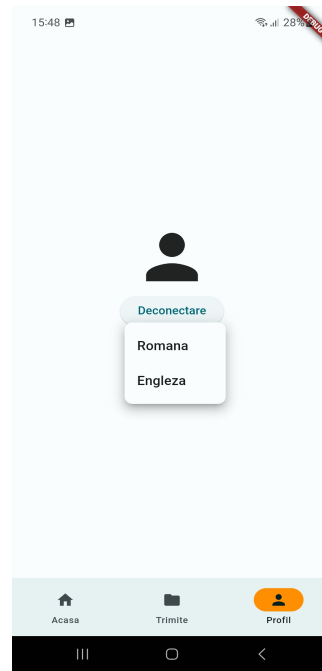 15:48
28%
DEBUG
Deconectare
Romana
Engleza
Acasa
Trimite
Profil